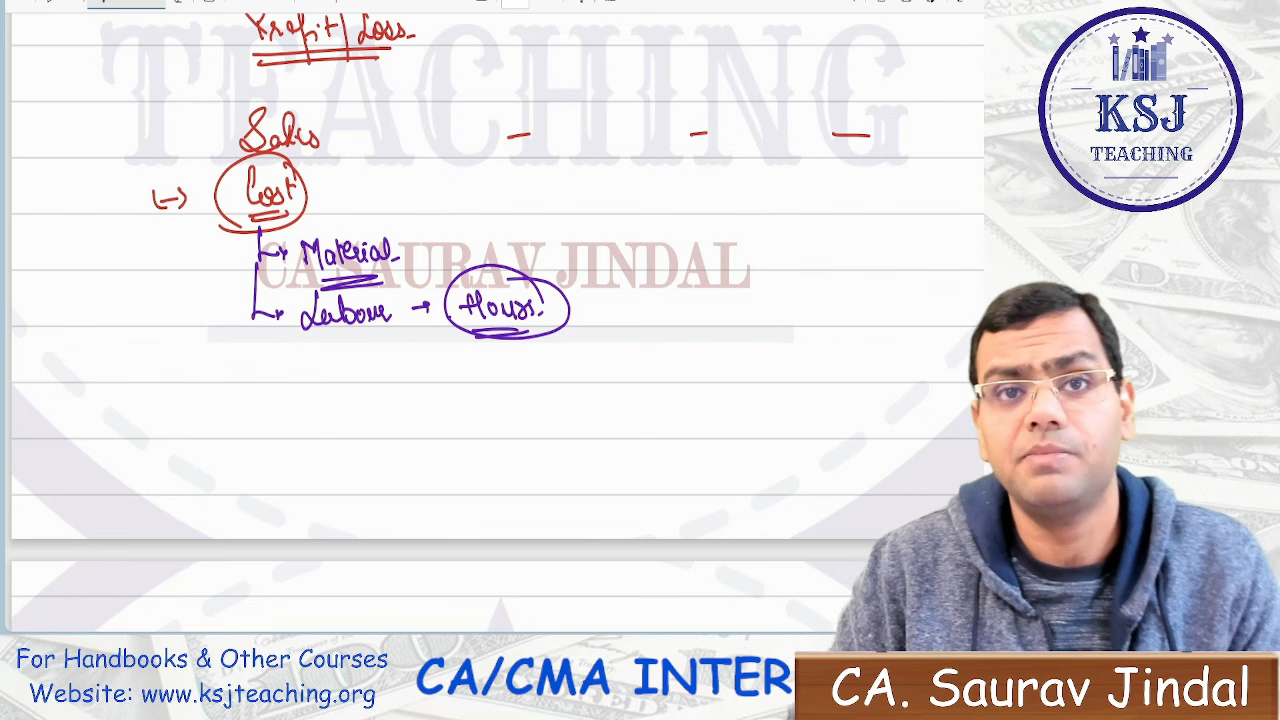 Profit/Loss
TEACHING
Sales - - -
↳ Cost
↳ Material
CA SAURAV JINDAL
↳ Labour → Hours
KSJ
TEACHING
For Handbooks & Other Courses
Website: www.ksjteaching.org
CA/CMA INTER
CA. Saurav Jindal